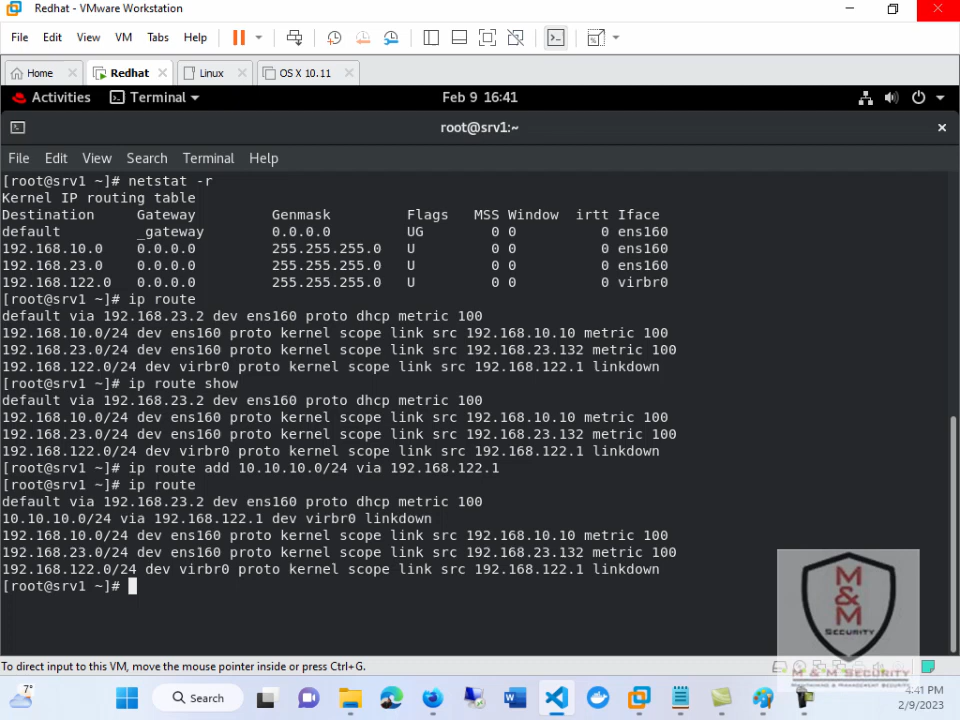 Redhat - VMware Workstation
File Edit View VM Tabs Help
Home Redhat Linux OS X 10.11
Activities Terminal Feb 9 16:41
root@srv1:~
File Edit View Search Terminal Help
[root@srv1 ~]# netstat -r
Kernel IP routing table
Destination Gateway Genmask Flags MSS Window irtt Iface
default _gateway 0.0.0.0 UG 0 0 0 ens160
192.168.10.0 0.0.0.0 255.255.255.0 U 0 0 0 ens160
192.168.23.0 0.0.0.0 255.255.255.0 U 0 0 0 ens160
192.168.122.0 0.0.0.0 255.255.255.0 U 0 0 0 virbr0
[root@srv1 ~]# ip route
default via 192.168.23.2 dev ens160 proto dhcp metric 100
192.168.10.0/24 dev ens160 proto kernel scope link src 192.168.10.10 metric 100
192.168.23.0/24 dev ens160 proto kernel scope link src 192.168.23.132 metric 100
192.168.122.0/24 dev virbr0 proto kernel scope link src 192.168.122.1 linkdown
[root@srv1 ~]# ip route show
default via 192.168.23.2 dev ens160 proto dhcp metric 100
192.168.10.0/24 dev ens160 proto kernel scope link src 192.168.10.10 metric 100
192.168.23.0/24 dev ens160 proto kernel scope link src 192.168.23.132 metric 100
192.168.122.0/24 dev virbr0 proto kernel scope link src 192.168.122.1 linkdown
[root@srv1 ~]# ip route add 10.10.10.0/24 via 192.168.122.1
[root@srv1 ~]# ip route
default via 192.168.23.2 dev ens160 proto dhcp metric 100
10.10.10.0/24 via 192.168.122.1 dev virbr0 linkdown
192.168.10.0/24 dev ens160 proto kernel scope link src 192.168.10.10 metric 100
192.168.23.0/24 dev ens160 proto kernel scope link src 192.168.23.132 metric 100
192.168.122.0/24 dev virbr0 proto kernel scope link src 192.168.122.1 linkdown
[root@srv1 ~]#
M
&
M
SECURITY
To direct input to this VM, move the mouse pointer inside or press Ctrl+G.
M & M SECURITY
7°
Search
4:41 PM
2/9/2023